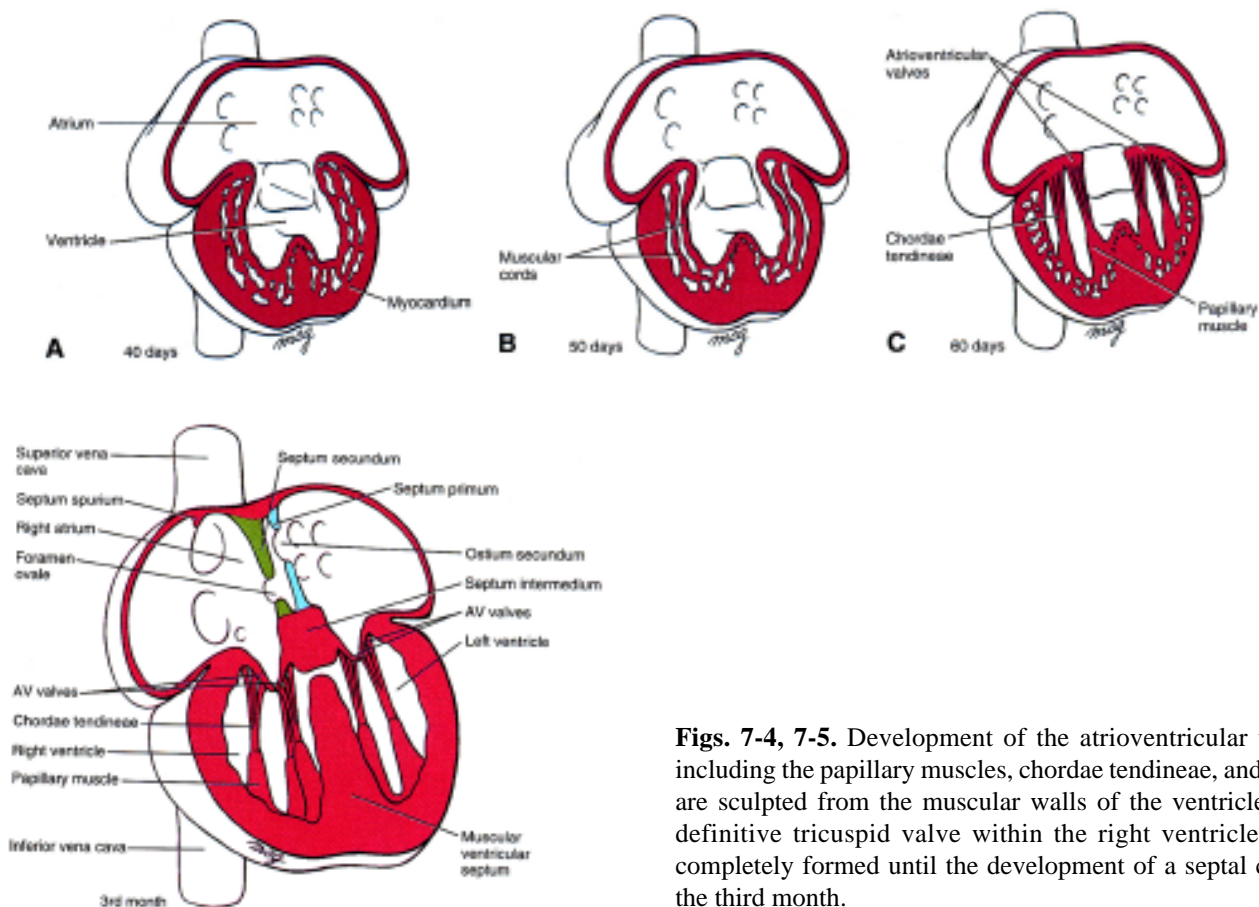 Atrium
Ventricle
Myocardium
A
40 days
Muscular
cords
B
50 days
Atrioventricular
valves
Chordae
tendineae
Papillary
muscle
C
60 days
Superior vena
cava
Septum spurium
Right atrium
Foramen
ovale
AV valves
Chordae tendineae
Right ventricle
Papillary muscle
Inferior vena cava
3rd month
Septum secundum
Septum primum
Ostium secundum
Septum intermedium
AV valves
Left ventricle
Muscular
ventricular
septum
Figs. 7-4, 7-5. Development of the atrioventricular
including the papillary muscles, chordae tendineae, and
are sculpted from the muscular walls of the ventricle
definitive tricuspid valve within the right ventricle
completely formed until the development of a septal
the third month.